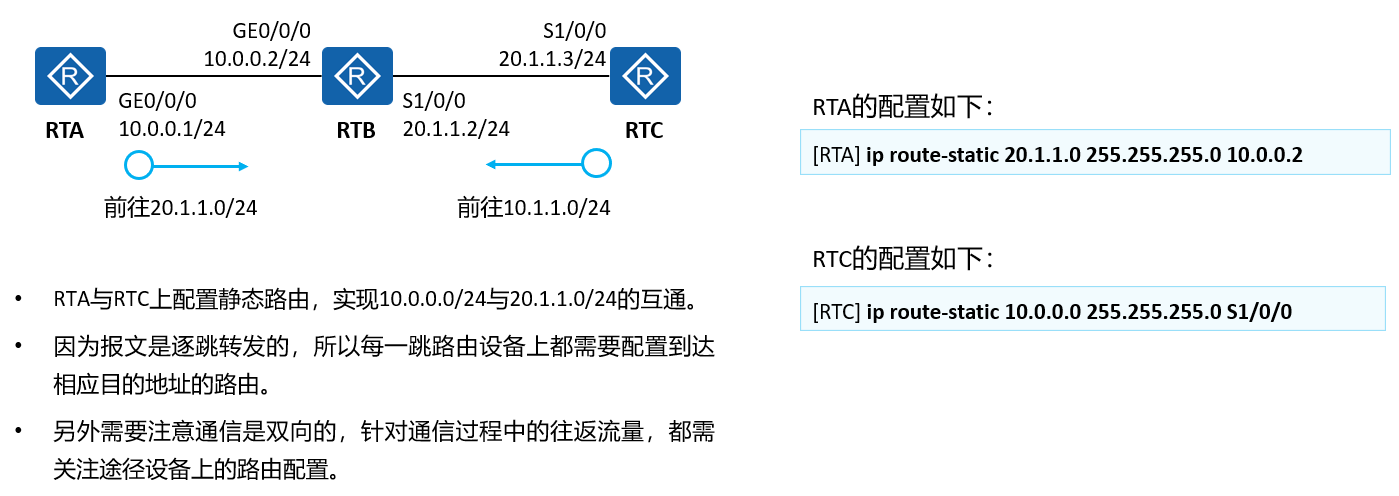 GE0/0/0
10.0.0.2/24
S1/0/0
20.1.1.3/24
R
R
R
GE0/0/0
10.0.0.1/24
S1/0/0
20.1.1.2/24
RTA
RTB
RTC
前往20.1.1.0/24
前往10.1.1.0/24
• RTA与RTC上配置静态路由，实现10.0.0.0/24与20.1.1.0/24的互通。
• 因为报文是逐跳转发的，所以每一跳路由设备上都需要配置到达
相应目的地址的路由。
• 另外需要注意通信是双向的，针对通信过程中的往返流量，都需
关注途径设备上的路由配置。
RTA的配置如下：
[RTA] ip route-static 20.1.1.0 255.255.255.0 10.0.0.2
RTC的配置如下：
[RTC] ip route-static 10.0.0.0 255.255.255.0 S1/0/0